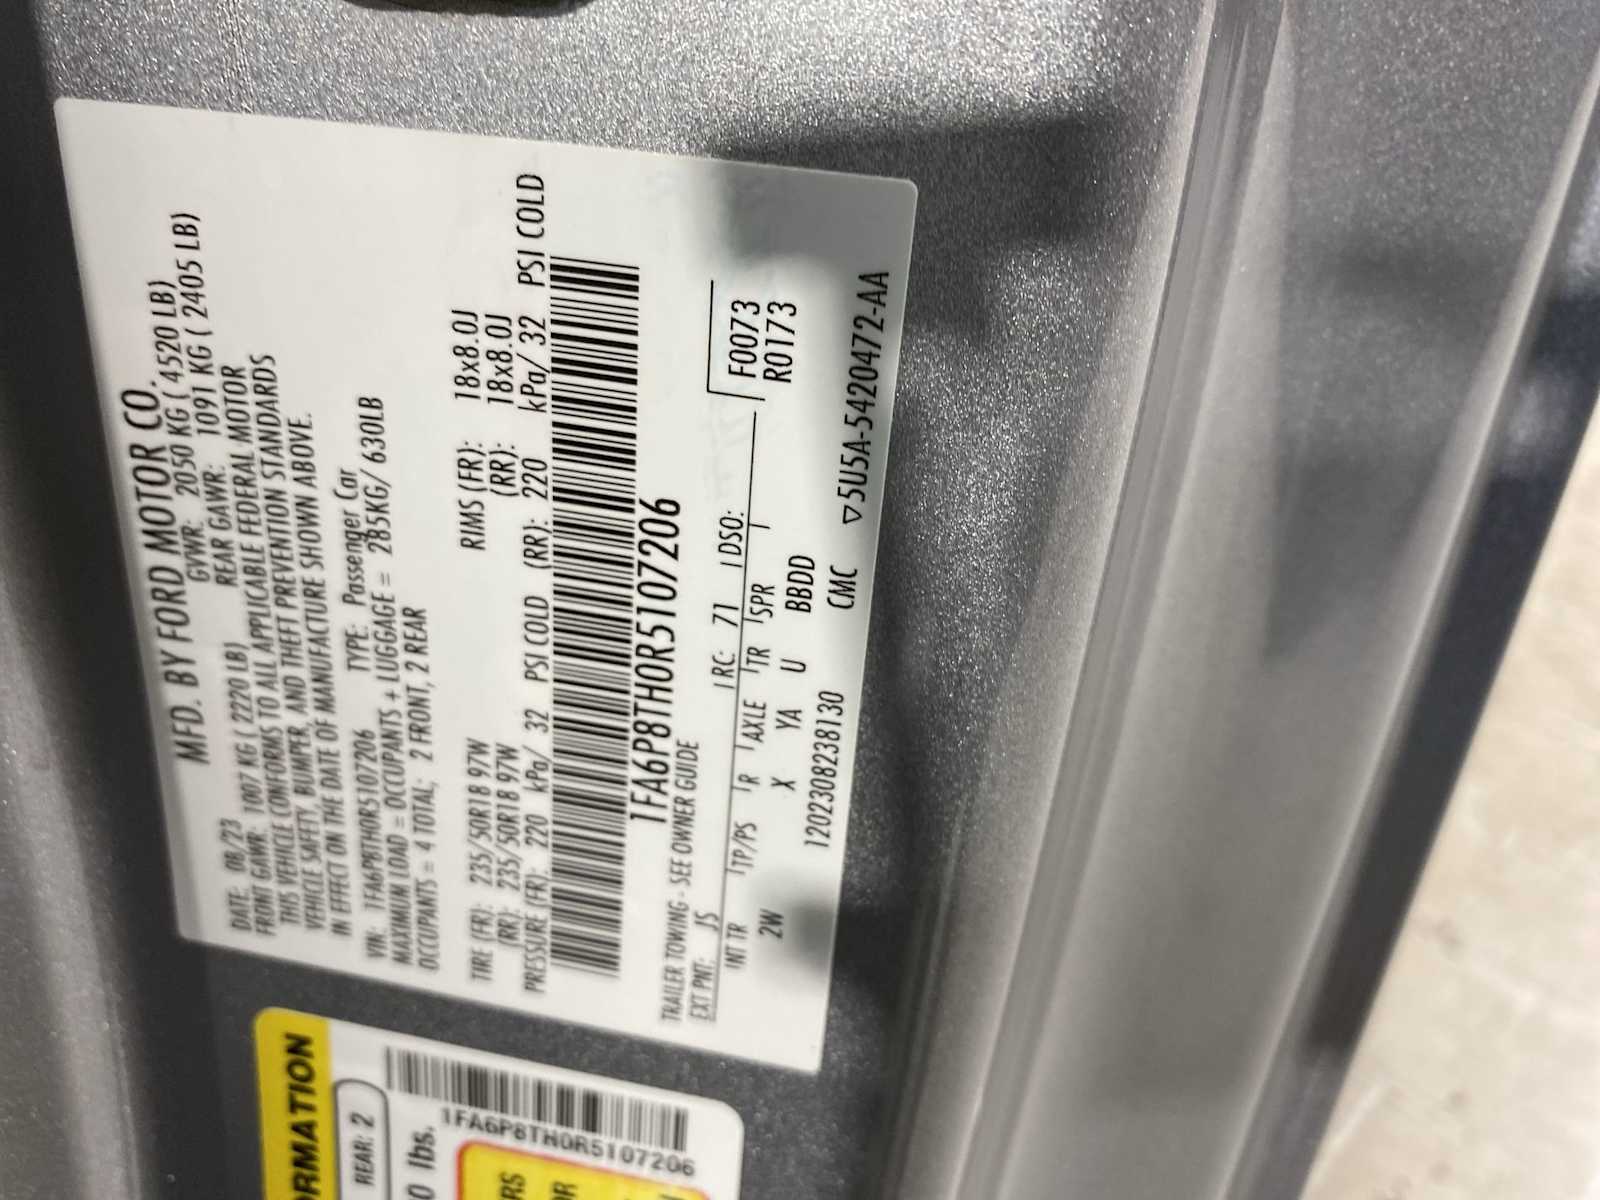 MFD. BY FORD MOTOR CO.
DATE: 08/23 GVWR: 2050 KG ( 4520 LB)
FRONT GAWR: 1007 KG ( 2220 LB) REAR GAWR: 1091 KG ( 2405 LB)
THIS VEHICLE CONFORMS TO ALL APPLICABLE FEDERAL MOTOR
VEHICLE SAFETY, BUMPER, AND THEFT PREVENTION STANDARDS
IN EFFECT ON THE DATE OF MANUFACTURE SHOWN ABOVE.
VIN: 1FA6P8TH0R5107206 TYPE: Passenger Car
MAXIMUM LOAD = OCCUPANTS + LUGGAGE = 285KG/ 630LB
OCCUPANTS = 4 TOTAL; 2 FRONT, 2 REAR
TIRE (FR): 235/50R18 97W RIMS (FR): 18x8.0J
(RR): 235/50R18 97W (RR): 18x8.0J
PRESSURE (FR): 220 kPa/ 32 PSI COLD (RR): 220 kPa/ 32 PSI COLD
1FA6P8TH0R5107206
TRAILER TOWING - SEE OWNER GUIDE
EXT PNT: JS RC: 71 DSO: F0073
INT TR TP/PS R AXLE TR SPR R0173
2W X YA U BBDD
1202308238130 CMC ▽5U5A-5420472-AA
ORMATION
REAR: 2
0 lbs.
1FA6P8TH0R5107206
RS
OR